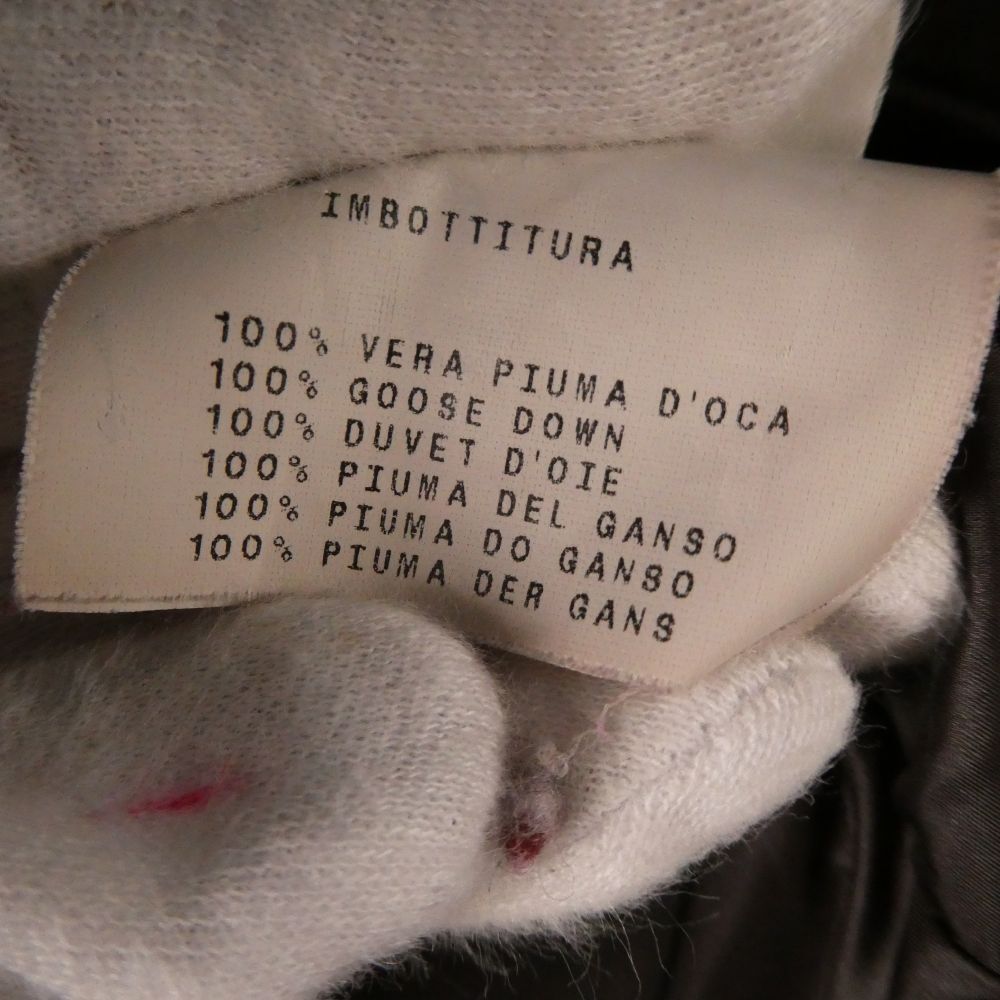 IMBOTTITURA
100% VERA PIUMA D'OCA
100% GOOSE DOWN
100% DUVET D'OIE
100% PIUMA DEL GANSO
100% PIUMA DO GANSO
100% PIUMA DER GANS